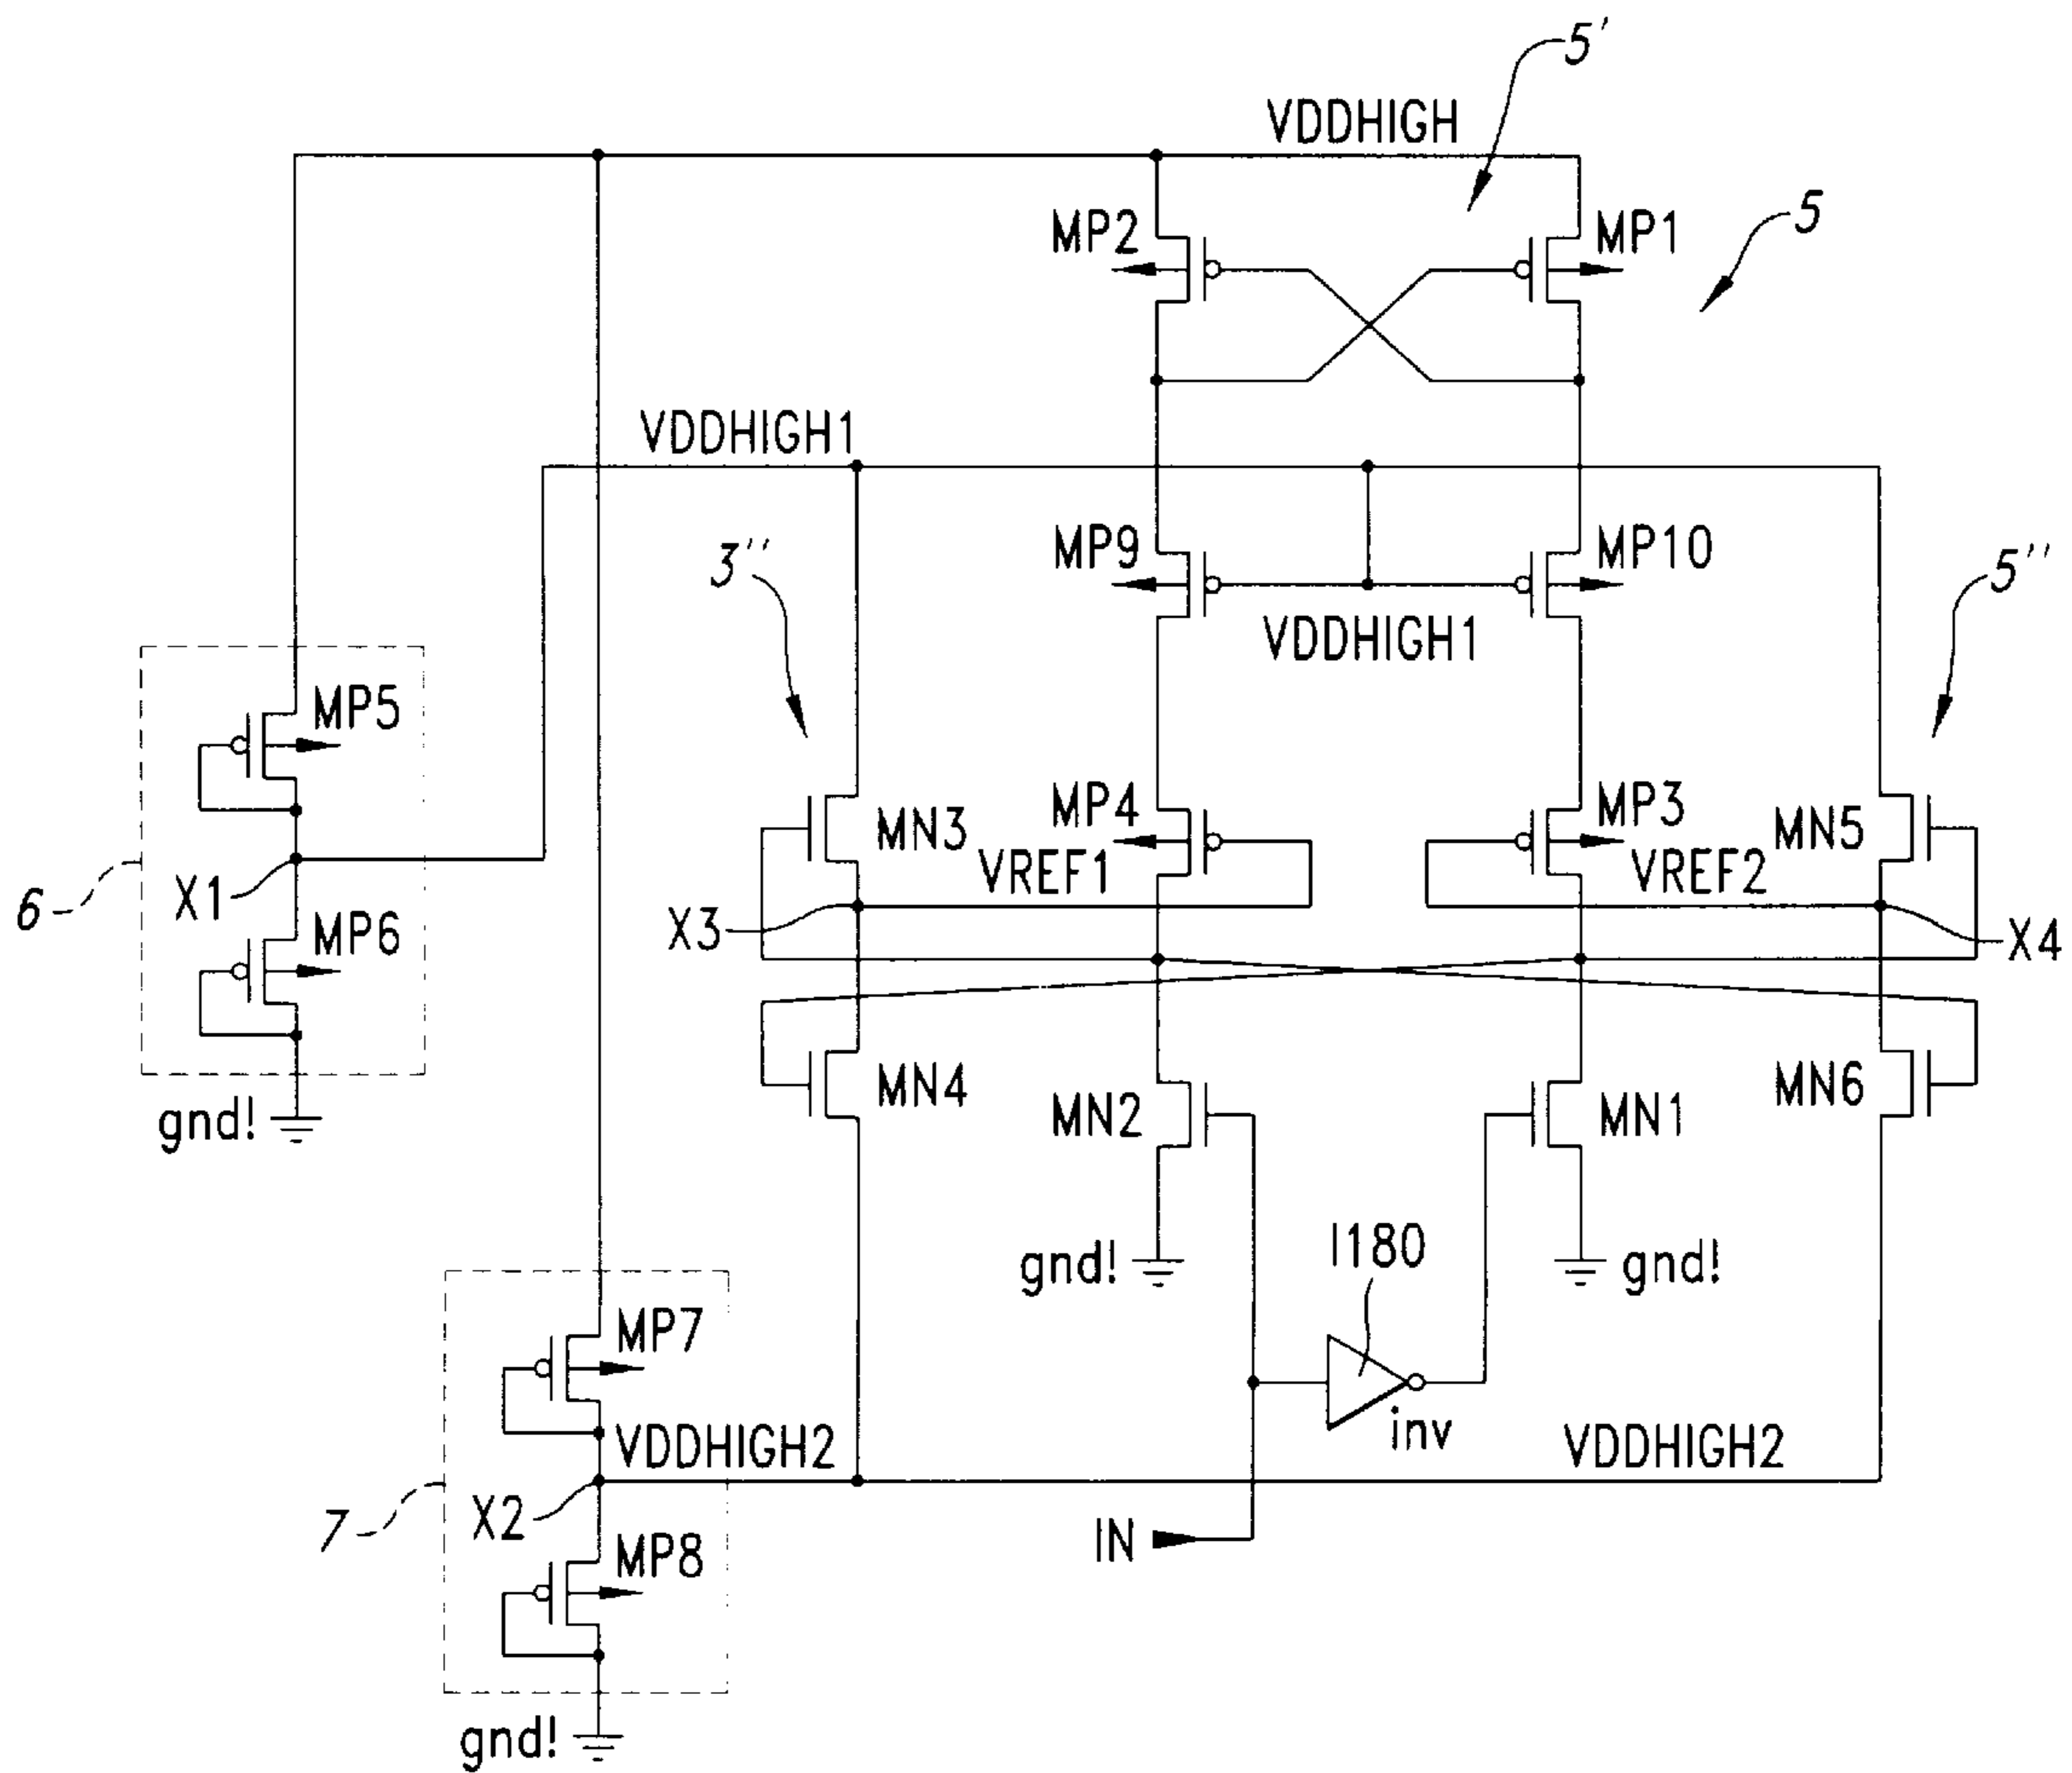 5'
VDDHIGH
MP2
MP1
5
VDDHIGH1
MP9
MP10
3''
5''
VDDHIGH1
MP5
MP4
MP3
MN3
MN5
VREF1
VREF2
6
X1
X3
X4
MP6
MN4
MN2
MN1
MN6
gnd!
I180
gnd!
gnd!
MP7
inv
VDDHIGH2
VDDHIGH2
X2
7
IN
MP8
gnd!